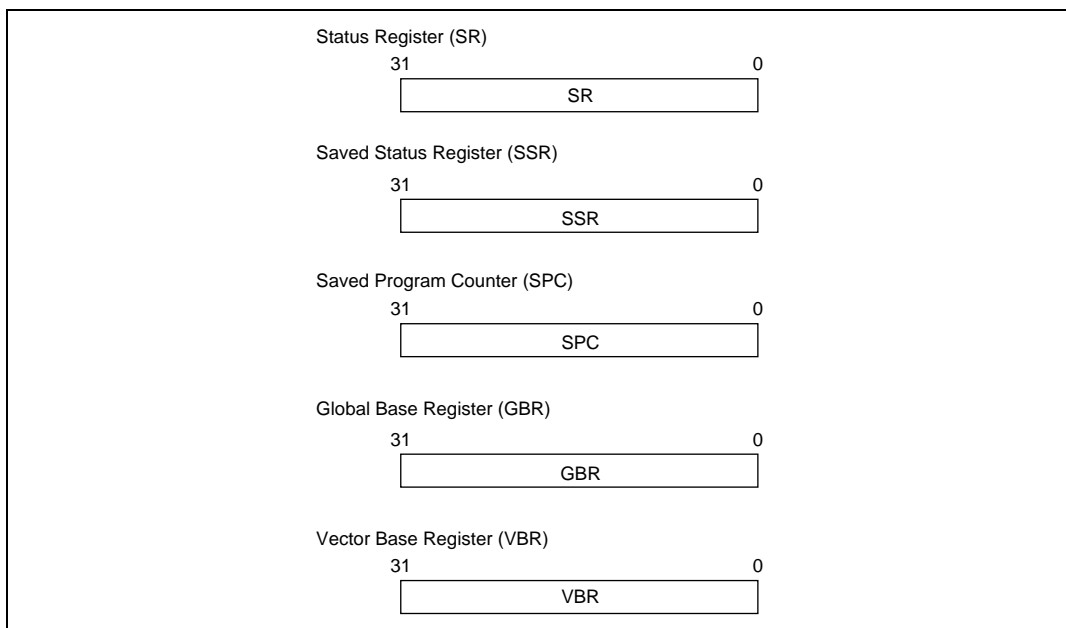 Status Register (SR)
31 0
SR
Saved Status Register (SSR)
31 0
SSR
Saved Program Counter (SPC)
31 0
SPC
Global Base Register (GBR)
31 0
GBR
Vector Base Register (VBR)
31 0
VBR